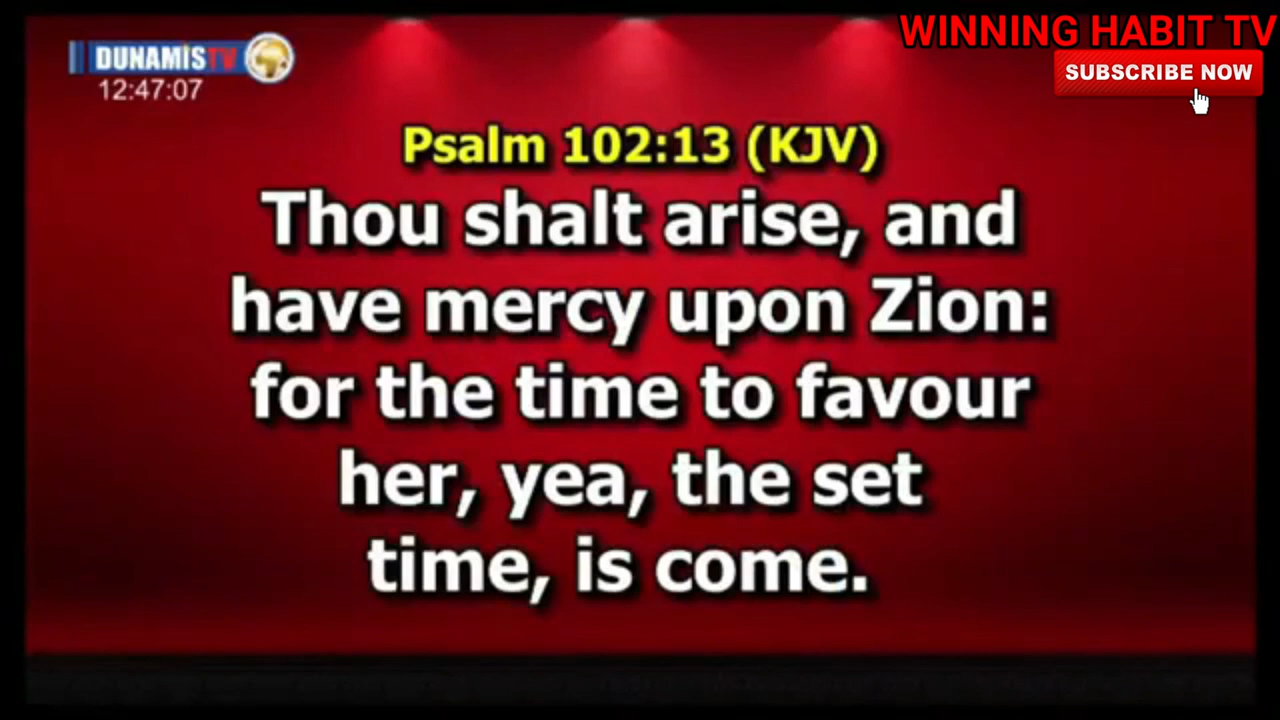 WINNING HABIT TV
DUNAMIS TV
SUBSCRIBE NOW
12:47:07
Psalm 102:13 (KJV)
Thou shalt arise, and
have mercy upon Zion:
for the time to favour
her, yea, the set
time, is come.